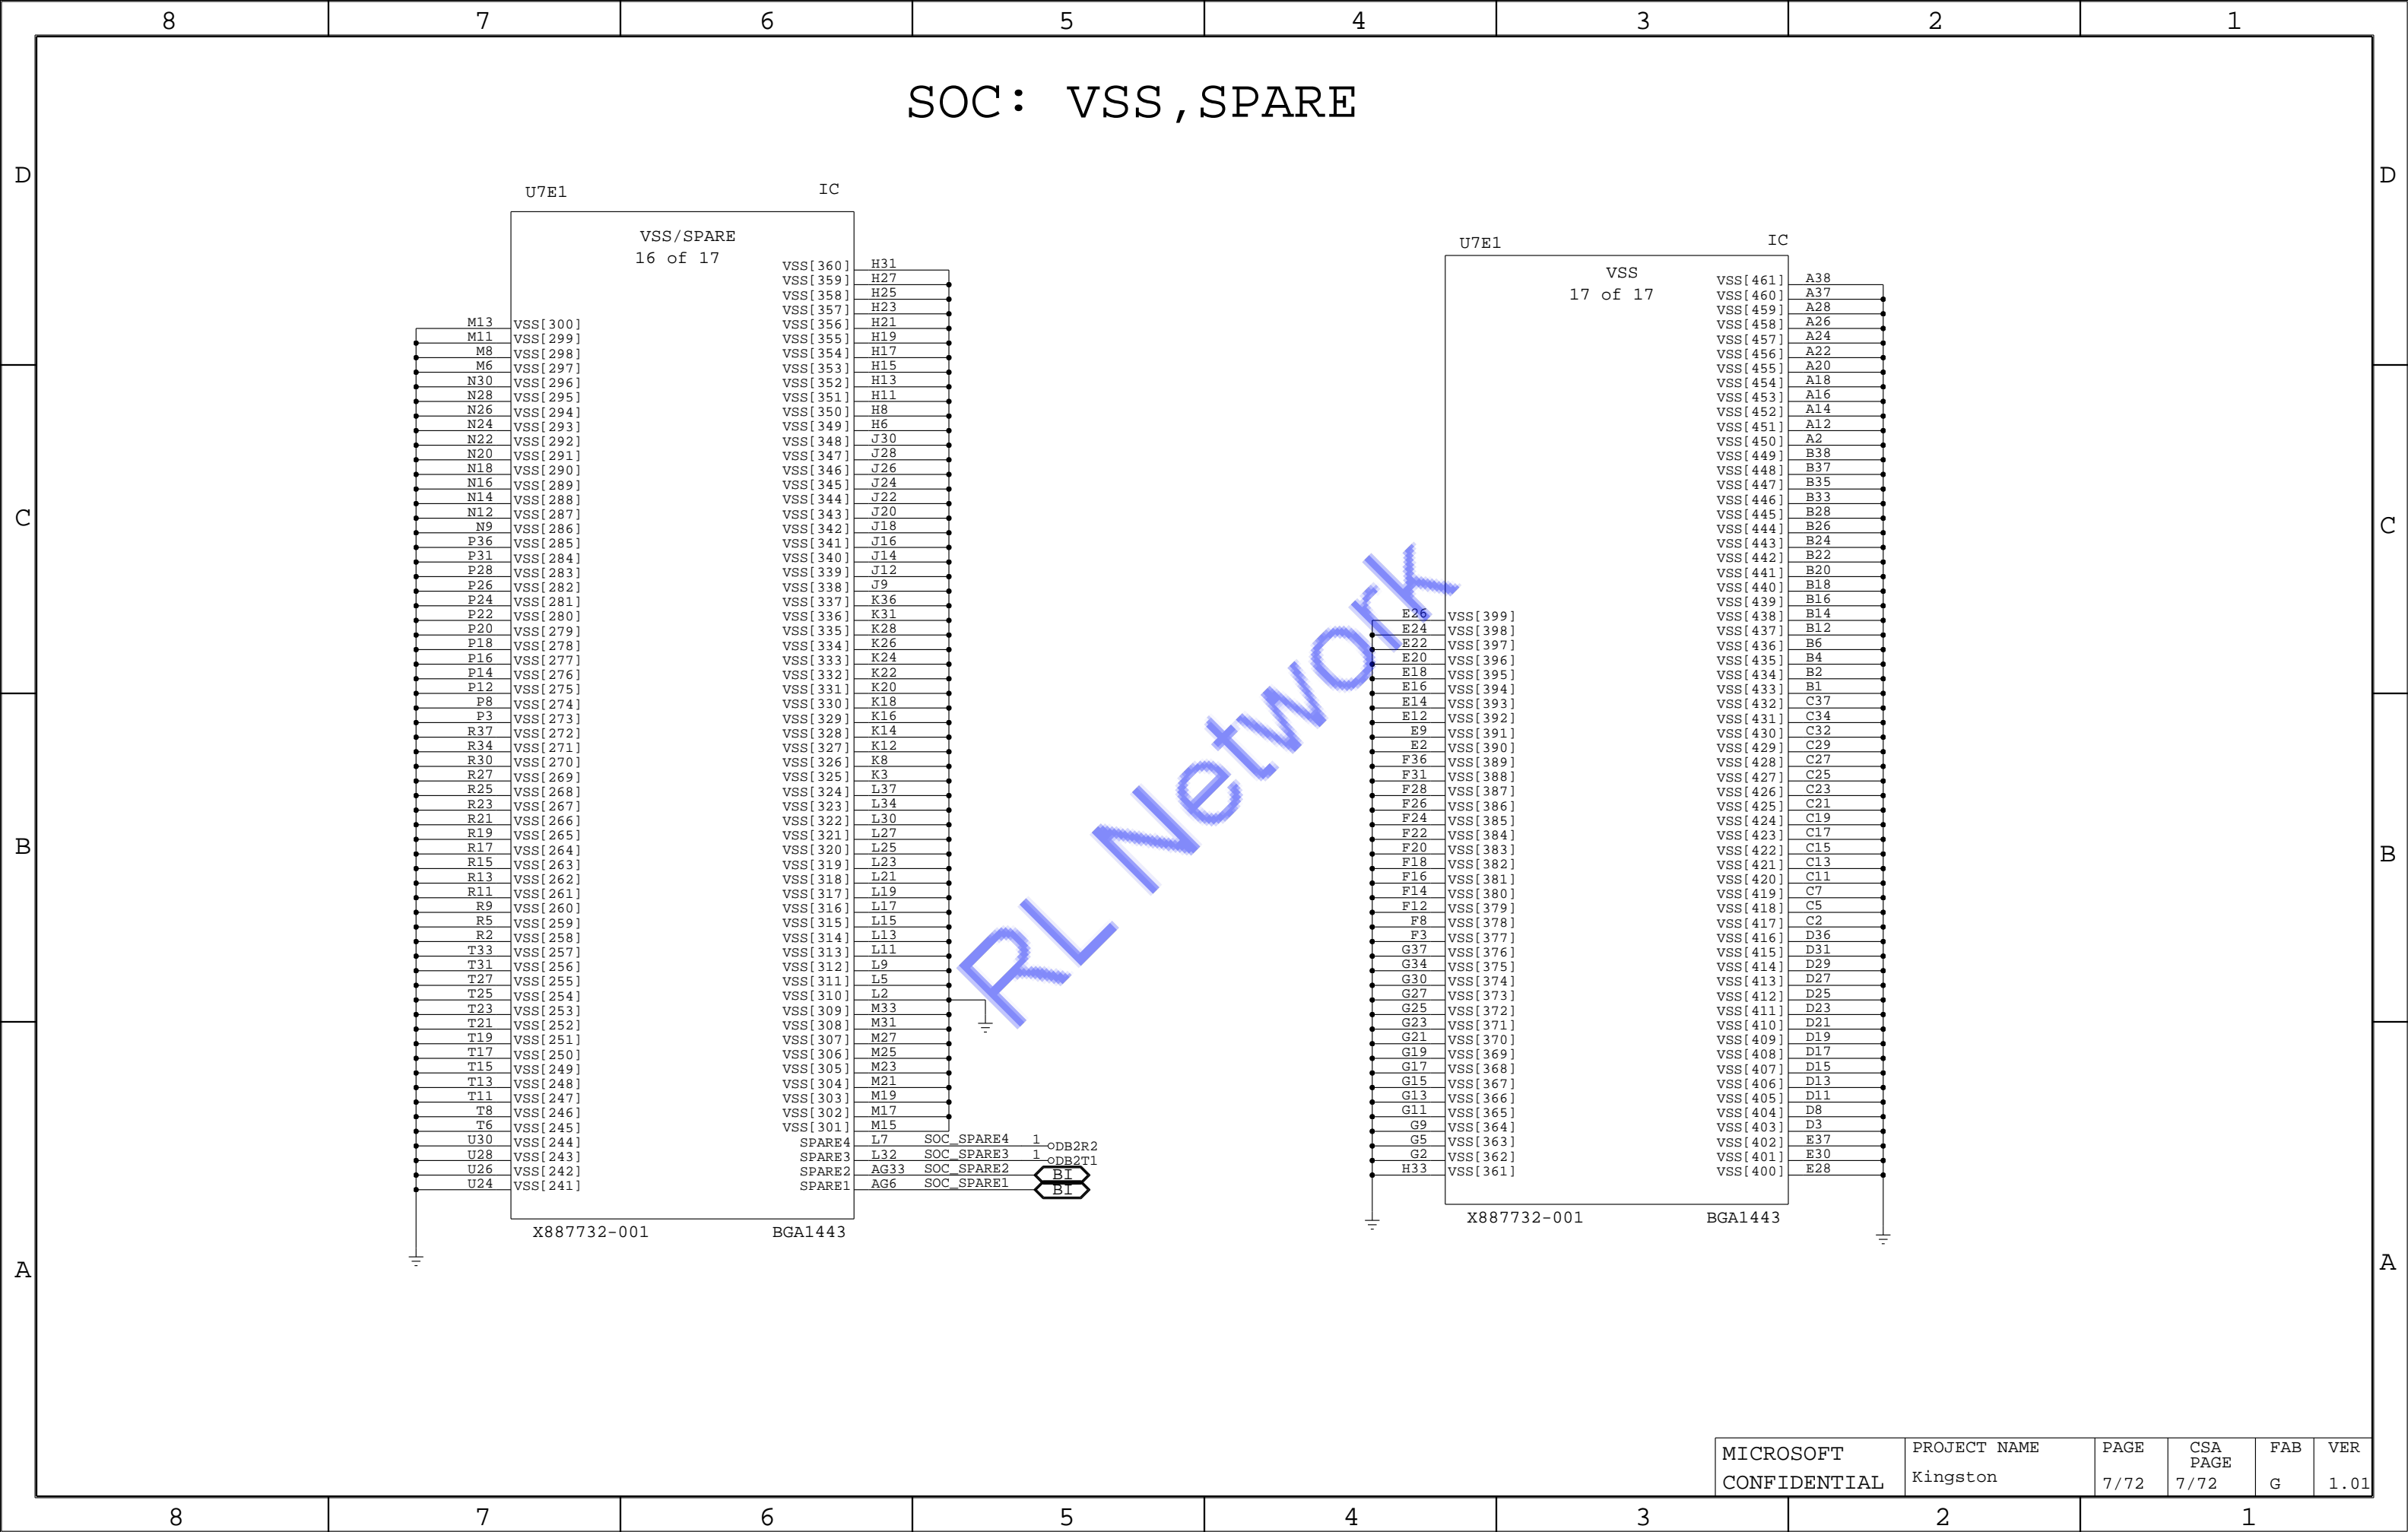 8 7 6 5 4 3 2 1
SOC: VSS,SPARE
D D
C C
B B
A A
U7E1 IC
VSS/SPARE
16 of 17
M13 VSS[300]
M11 VSS[299]
M8 VSS[298]
M6 VSS[297]
N30 VSS[296]
N28 VSS[295]
N26 VSS[294]
N24 VSS[293]
N22 VSS[292]
N20 VSS[291]
N18 VSS[290]
N16 VSS[289]
N14 VSS[288]
N12 VSS[287]
N9 VSS[286]
P36 VSS[285]
P31 VSS[284]
P28 VSS[283]
P26 VSS[282]
P24 VSS[281]
P22 VSS[280]
P20 VSS[279]
P18 VSS[278]
P16 VSS[277]
P14 VSS[276]
P12 VSS[275]
P8 VSS[274]
P3 VSS[273]
R37 VSS[272]
R34 VSS[271]
R30 VSS[270]
R27 VSS[269]
R25 VSS[268]
R23 VSS[267]
R21 VSS[266]
R19 VSS[265]
R17 VSS[264]
R15 VSS[263]
R13 VSS[262]
R11 VSS[261]
R9 VSS[260]
R5 VSS[259]
R2 VSS[258]
T33 VSS[257]
T31 VSS[256]
T27 VSS[255]
T25 VSS[254]
T23 VSS[253]
T21 VSS[252]
T19 VSS[251]
T17 VSS[250]
T15 VSS[249]
T13 VSS[248]
T11 VSS[247]
T8 VSS[246]
T6 VSS[245]
U30 VSS[244]
U28 VSS[243]
U26 VSS[242]
U24 VSS[241]
VSS[360] H31
VSS[359] H27
VSS[358] H25
VSS[357] H23
VSS[356] H21
VSS[355] H19
VSS[354] H17
VSS[353] H15
VSS[352] H13
VSS[351] H11
VSS[350] H8
VSS[349] H6
VSS[348] J30
VSS[347] J28
VSS[346] J26
VSS[345] J24
VSS[344] J22
VSS[343] J20
VSS[342] J18
VSS[341] J16
VSS[340] J14
VSS[339] J12
VSS[338] J9
VSS[337] K36
VSS[336] K31
VSS[335] K28
VSS[334] K26
VSS[333] K24
VSS[332] K22
VSS[331] K20
VSS[330] K18
VSS[329] K16
VSS[328] K14
VSS[327] K12
VSS[326] K8
VSS[325] K3
VSS[324] L37
VSS[323] L34
VSS[322] L30
VSS[321] L27
VSS[320] L25
VSS[319] L23
VSS[318] L21
VSS[317] L19
VSS[316] L17
VSS[315] L15
VSS[314] L13
VSS[313] L11
VSS[312] L9
VSS[311] L5
VSS[310] L2
VSS[309] M33
VSS[308] M31
VSS[307] M27
VSS[306] M25
VSS[305] M23
VSS[304] M21
VSS[303] M19
VSS[302] M17
VSS[301] M15
SPARE4 L7 SOC_SPARE4 1 DB2R2
SPARE3 L32 SOC_SPARE3 1 DB2T1
SPARE2 AG33 SOC_SPARE2 BI
SPARE1 AG6 SOC_SPARE1 BI
X887732-001 BGA1443
RL Network
U7E1 IC
VSS
17 of 17
E26 VSS[399]
E24 VSS[398]
E22 VSS[397]
E20 VSS[396]
E18 VSS[395]
E16 VSS[394]
E14 VSS[393]
E12 VSS[392]
E9 VSS[391]
E2 VSS[390]
F36 VSS[389]
F31 VSS[388]
F28 VSS[387]
F26 VSS[386]
F24 VSS[385]
F22 VSS[384]
F20 VSS[383]
F18 VSS[382]
F16 VSS[381]
F14 VSS[380]
F12 VSS[379]
F8 VSS[378]
F3 VSS[377]
G37 VSS[376]
G34 VSS[375]
G30 VSS[374]
G27 VSS[373]
G25 VSS[372]
G23 VSS[371]
G21 VSS[370]
G19 VSS[369]
G17 VSS[368]
G15 VSS[367]
G13 VSS[366]
G11 VSS[365]
G9 VSS[364]
G5 VSS[363]
G2 VSS[362]
H33 VSS[361]
VSS[461] A38
VSS[460] A37
VSS[459] A28
VSS[458] A26
VSS[457] A24
VSS[456] A22
VSS[455] A20
VSS[454] A18
VSS[453] A16
VSS[452] A14
VSS[451] A12
VSS[450] A2
VSS[449] B38
VSS[448] B37
VSS[447] B35
VSS[446] B33
VSS[445] B28
VSS[444] B26
VSS[443] B24
VSS[442] B22
VSS[441] B20
VSS[440] B18
VSS[439] B16
VSS[438] B14
VSS[437] B12
VSS[436] B6
VSS[435] B4
VSS[434] B2
VSS[433] B1
VSS[432] C37
VSS[431] C34
VSS[430] C32
VSS[429] C29
VSS[428] C27
VSS[427] C25
VSS[426] C23
VSS[425] C21
VSS[424] C19
VSS[423] C17
VSS[422] C15
VSS[421] C13
VSS[420] C11
VSS[419] C7
VSS[418] C5
VSS[417] C2
VSS[416] D36
VSS[415] D31
VSS[414] D29
VSS[413] D27
VSS[412] D25
VSS[411] D23
VSS[410] D21
VSS[409] D19
VSS[408] D17
VSS[407] D15
VSS[406] D13
VSS[405] D11
VSS[404] D8
VSS[403] D3
VSS[402] E37
VSS[401] E30
VSS[400] E28
X887732-001 BGA1443
MICROSOFT
CONFIDENTIAL
PROJECT NAME
Kingston
PAGE
7/72
CSA
PAGE
7/72
FAB
G
VER
1.01
8 7 6 5 4 3 2 1